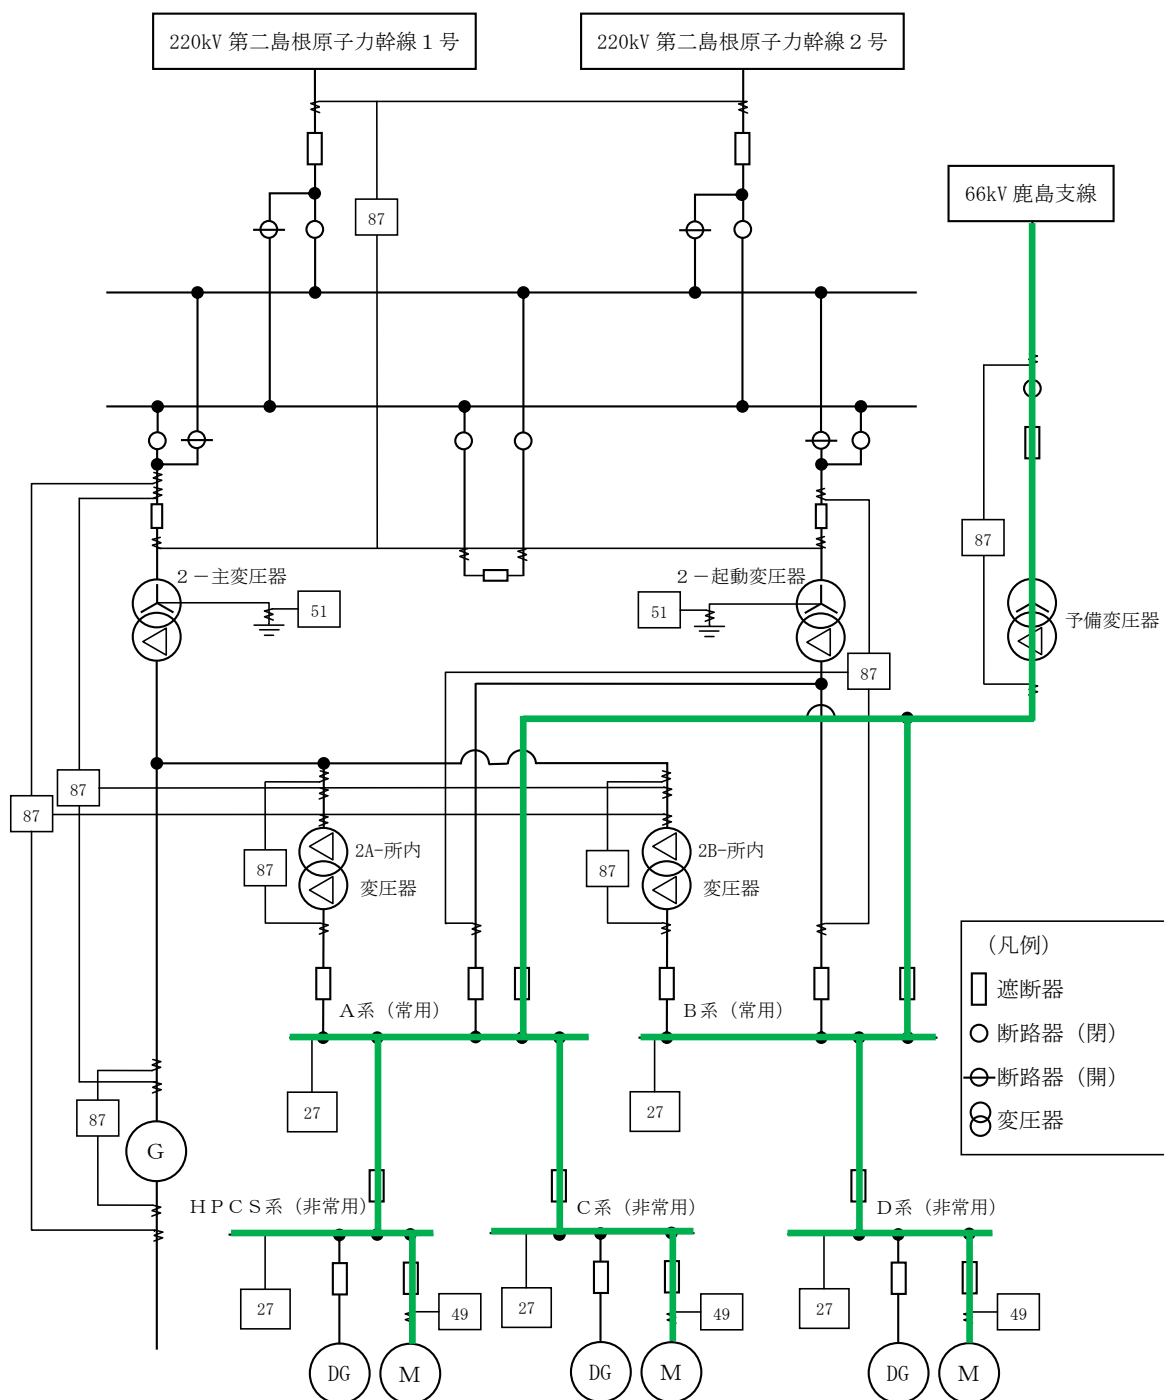 220kV 第二島根原子力幹線1号
220kV 第二島根原子力幹線2号
66kV 鹿島支線
87
87
2-主変圧器
51
2-起動変圧器
51
予備変圧器
87
87
87
2A-所内
変圧器
87
2B-所内
変圧器
87
A系(常用)
B系(常用)
(凡例)
遮断器
断路器(閉)
断路器(開)
変圧器
27
27
87
G
HPCS系(非常用)
C系(非常用)
D系(非常用)
27
49
27
49
27
49
DG
M
DG
M
DG
M